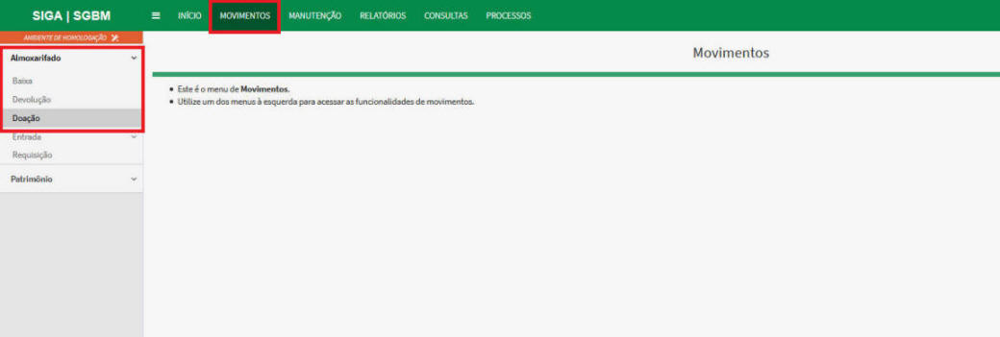 SIGA | SGBM
INÍCIO MOVIMENTOS MANUTENÇÃO RELATÓRIOS CONSULTAS PROCESSOS
AMBIENTE DE HOMOLOGAÇÃO
Almoxarifado
Baixa
Devolução
Doação
Entrada
Requisição
Patrimônio
Movimentos
Este é o menu de Movimentos.
Utilize um dos menus à esquerda para acessar as funcionalidades de movimentos.